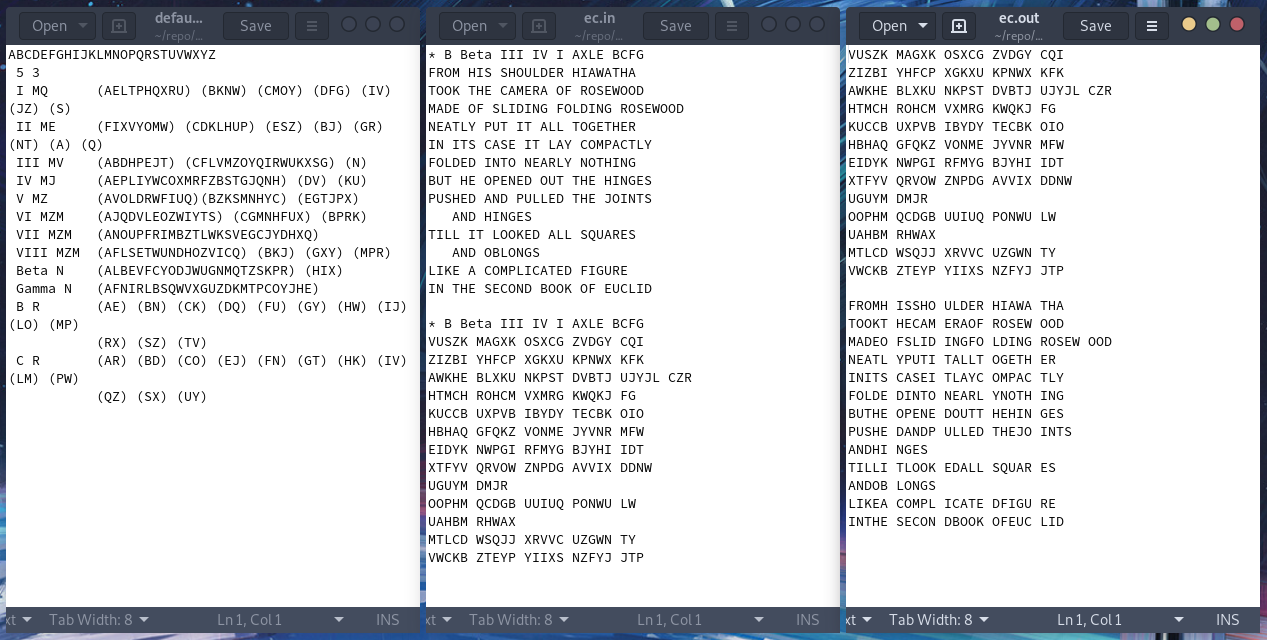 Open
defau...
~/repo/...
Save
ABCDEFGHIJKLMNOPQRSTUVWXYZ
5 3
I MQ (AELTPHQXRU) (BKNW) (CMOY) (DFG) (IV)
(JZ) (S)
II ME (FIXVYOMW) (CDKLHUP) (ESZ) (BJ) (GR)
(NT) (A) (Q)
III MV (ABDHPEJT) (CFLVMZOYQIRWUKXSG) (N)
IV MJ (AEPLIYWCOXMRFZBSTGJQNH) (DV) (KU)
V MZ (AVOLDRWFIUQ)(BZKSMNHYC) (EGTJPX)
VI MZM (AJQDVLEOZWIYTS) (CGMNHFUX) (BPRK)
VII MZM (ANOUPFRIMBZTLWKSVEGCJYDHXQ)
VIII MZM (AFLSETWUNDHOZVICQ) (BKJ) (GXY) (MPR)
Beta N (ALBEVFCYODJWUGNMQTZSKPR) (HIX)
Gamma N (AFNIRLBSQWVXGUZDKMTPCOYJHE)
B R (AE) (BN) (CK) (DQ) (FU) (GY) (HW) (IJ)
(LO) (MP)
(RX) (SZ) (TV)
C R (AR) (BD) (CO) (EJ) (FN) (GT) (HK) (IV)
(LM) (PW)
(QZ) (SX) (UY)
xt Tab Width: 8 Ln 1, Col 1 INS
Open
ec.in
~/repo/...
Save
* B Beta III IV I AXLE BCFG
FROM HIS SHOULDER HIAWATHA
TOOK THE CAMERA OF ROSEWOOD
MADE OF SLIDING FOLDING ROSEWOOD
NEATLY PUT IT ALL TOGETHER
IN ITS CASE IT LAY COMPACTLY
FOLDED INTO NEARLY NOTHING
BUT HE OPENED OUT THE HINGES
PUSHED AND PULLED THE JOINTS
AND HINGES
TILL IT LOOKED ALL SQUARES
AND OBLONGS
LIKE A COMPLICATED FIGURE
IN THE SECOND BOOK OF EUCLID
* B Beta III IV I AXLE BCFG
VUSZK MAGXK OSXCG ZVDGY CQI
ZIZBI YHFCP XGKXU KPNWX KFK
AWKHE BLXKU NKPST DVBTJ UJYJL CZR
HTMCH ROHCM VXMRG KWQKJ FG
KUCCB UXPVB IBYDY TECBK OIO
HBHAQ GFQKZ VONME JYVNR MFW
EIDYK NWPGI RFMYG BJYHI IDT
XTFYV QRVOW ZNPDG AVVIX DDNW
UGUYM DMJR
OOPHM QCDGB UUIUQ PONWU LW
UAHBM RHWAX
MTLCD WSQJJ XRVVC UZGWN TY
VWCKB ZTEYP YIIXS NZFYJ JTP
xt Tab Width: 8 Ln 1, Col 1 INS
Open
ec.out
~/repo/...
Save
VUSZK MAGXK OSXCG ZVDGY CQI
ZIZBI YHFCP XGKXU KPNWX KFK
AWKHE BLXKU NKPST DVBTJ UJYJL CZR
HTMCH ROHCM VXMRG KWQKJ FG
KUCCB UXPVB IBYDY TECBK OIO
HBHAQ GFQKZ VONME JYVNR MFW
EIDYK NWPGI RFMYG BJYHI IDT
XTFYV QRVOW ZNPDG AVVIX DDNW
UGUYM DMJR
OOPHM QCDGB UUIUQ PONWU LW
UAHBM RHWAX
MTLCD WSQJJ XRVVC UZGWN TY
VWCKB ZTEYP YIIXS NZFYJ JTP
FROMH ISSHO ULDER HIAWA THA
TOOKT HECAM ERAOF ROSEW OOD
MADEO FSLID INGFO LDING ROSEW OOD
NEATL YPUTI TALLT OGETH ER
INITS CASEI TLAYC OMPAC TLY
FOLDE DINTO NEARL YNOTH ING
BUTHE OPENE DOUTT HEHIN GES
PUSHE DANDP ULLED THEJO INTS
ANDHI NGES
TILLI TLOOK EDALL SQUAR ES
ANDOB LONGS
LIKEA COMPL ICATE DFIGU RE
INTHE SECON DBOOK OFEUC LID
xt Tab Width: 8 Ln 1, Col 1 INS